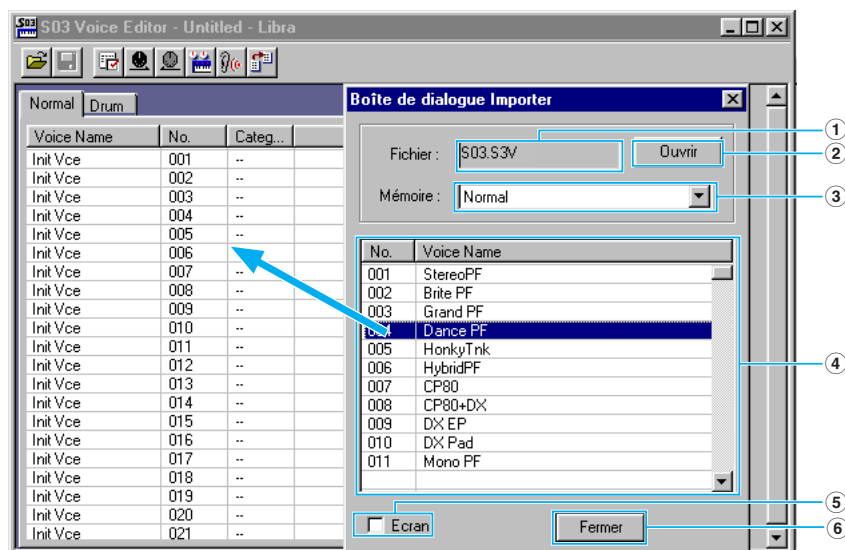 S03 Voice Editor - Untitled - Libra
Normal Drum
Voice Name No. Categ...
Init Vce 001 --
Init Vce 002 --
Init Vce 003 --
Init Vce 004 --
Init Vce 005 --
Init Vce 006 --
Init Vce 007 --
Init Vce 008 --
Init Vce 009 --
Init Vce 010 --
Init Vce 011 --
Init Vce 012 --
Init Vce 013 --
Init Vce 014 --
Init Vce 015 --
Init Vce 016 --
Init Vce 017 --
Init Vce 018 --
Init Vce 019 --
Init Vce 020 --
Init Vce 021 --
Boîte de dialogue Importer
Fichier : S03.S3V Ouvrir
Mémoire : Normal
No. Voice Name
001 StereoPF
002 Brite PF
003 Grand PF
004 Dance PF
005 HonkyTnk
006 HybridPF
007 CP80
008 CP80+DX
009 DX EP
010 DX Pad
011 Mono PF
Ecran Fermer
1
2
3
4
5
6